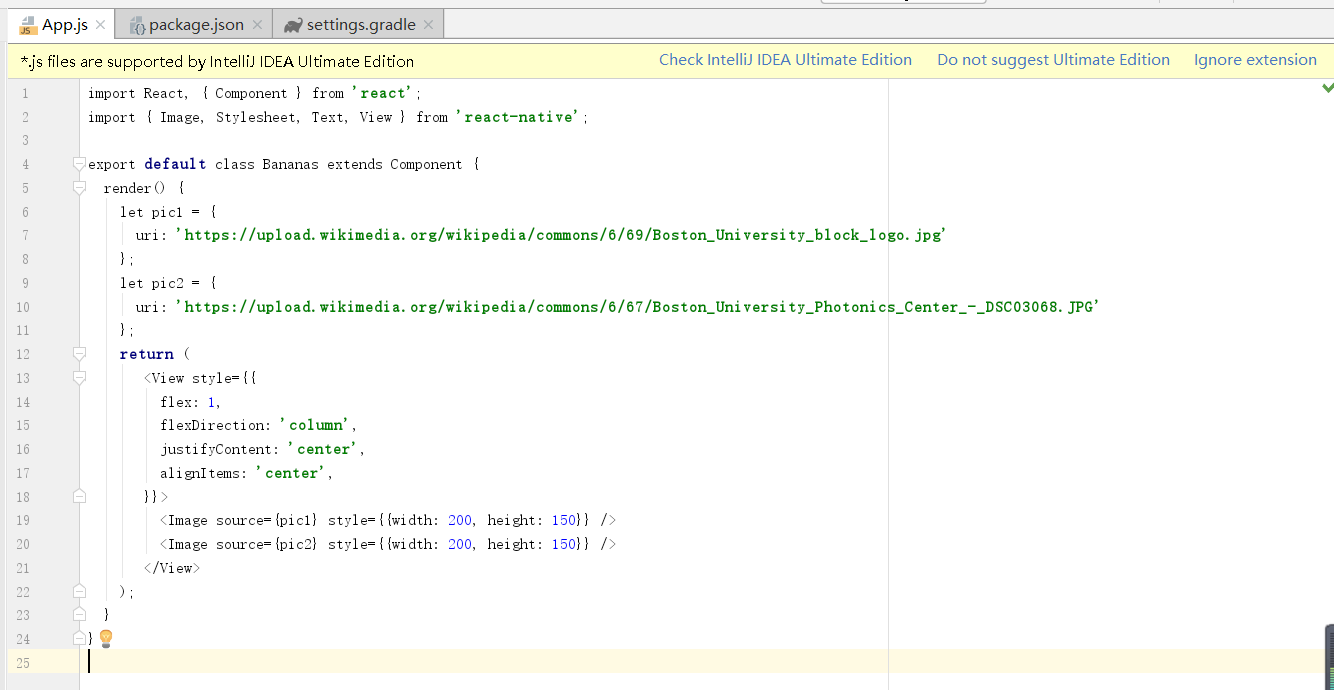 App.js package.json settings.gradle
*.js files are supported by IntelliJ IDEA Ultimate Edition Check IntelliJ IDEA Ultimate Edition Do not suggest Ultimate Edition Ignore extension
1 import React, { Component } from 'react';
2 import { Image, Stylesheet, Text, View } from 'react-native';
3
4 export default class Bananas extends Component {
5 render() {
6 let pic1 = {
7 uri: 'https://upload.wikimedia.org/wikipedia/commons/6/69/Boston_University_block_logo.jpg'
8 };
9 let pic2 = {
10 uri: 'https://upload.wikimedia.org/wikipedia/commons/6/67/Boston_University_Photonics_Center_-_DSC03068.JPG'
11 };
12 return (
13 <View style={{
14 flex: 1,
15 flexDirection: 'column',
16 justifyContent: 'center',
17 alignItems: 'center',
18 }}>
19 <Image source={pic1} style={{width: 200, height: 150}} />
20 <Image source={pic2} style={{width: 200, height: 150}} />
21 </View>
22 );
23 }
24 }
25